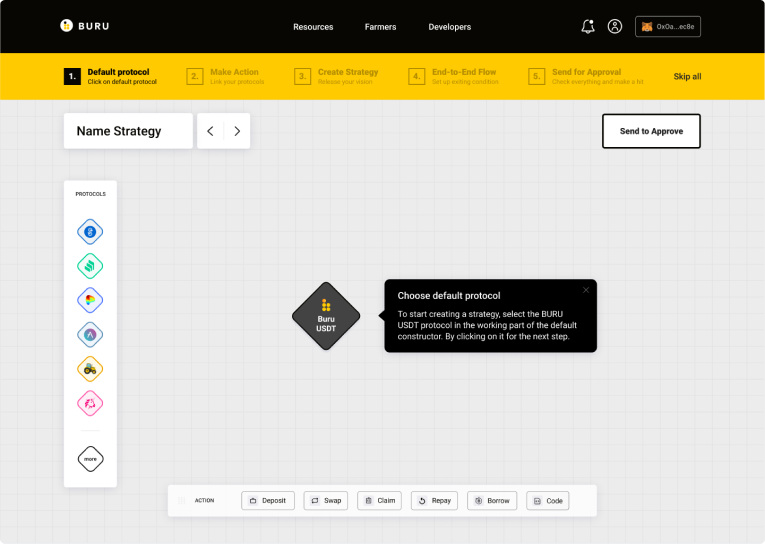 BURU
Resources
Farmers
Developers
0x0a...ec8e
1.
Default protocol
Click on default protocol
2.
Make Action
Link your protocols
3.
Create Strategy
Release your vision
4.
End-to-End Flow
Set up exiting condition
5.
Send for Approval
Check everything and make a bit
Skip all
Name Strategy
Send to Approve
PROTOCOLS
more
Buru
USDT
Choose default protocol
To start creating a strategy, select the BURU
USDT protocol in the working part of the default
constructor. By clicking on it for the next step.
ACTION
Deposit
Swap
Claim
Repay
Borrow
Code